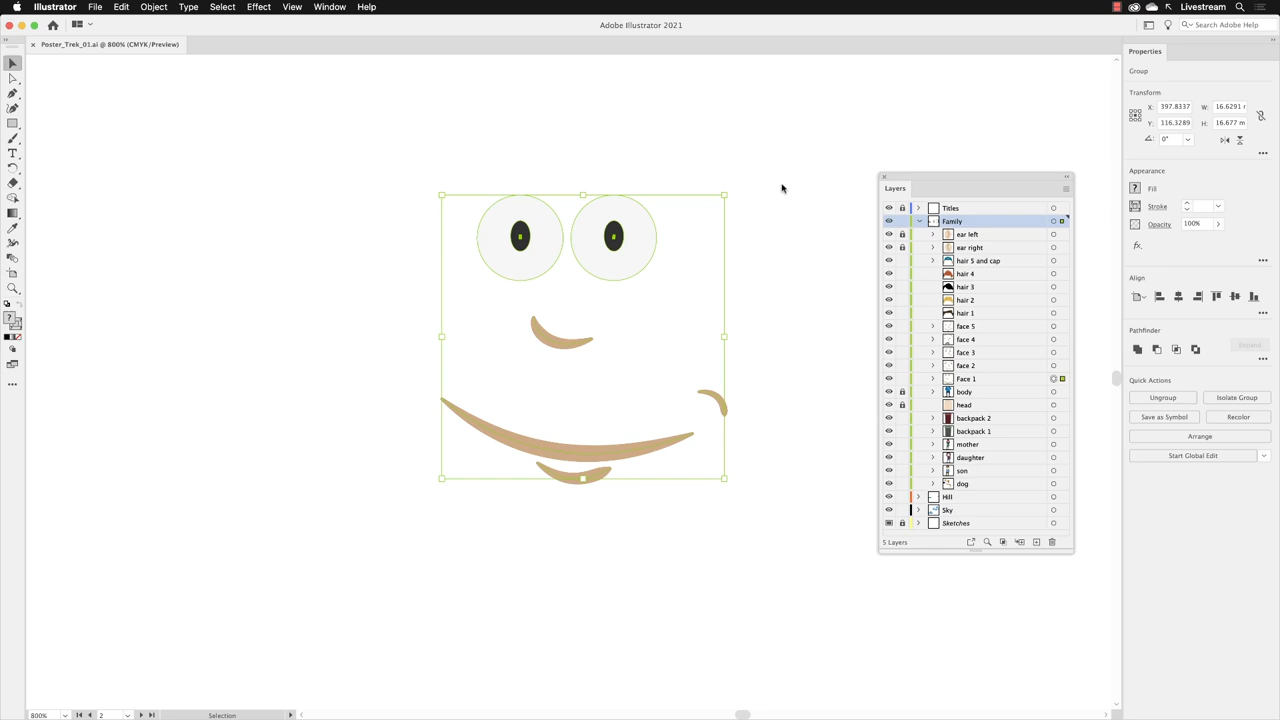 Illustrator File Edit Object Type Select Effect View Window Help Livestream
Adobe Illustrator 2021
Search Adobe Help
Poster_Trek_01.ai @ 800% (CMYK/Preview)
Properties
Group
Transform
X: 397.8337 W: 16.6291 r
Y: 116.3289 H: 16.677 m
0°
Appearance
? Fill
Stroke
Opacity 100%
fx.
Align
Pathfinder
Expand
Quick Actions
Ungroup Isolate Group
Save as Symbol Recolor
Arrange
Start Global Edit
Layers
Titles
Family
ear left
ear right
hair 5 and cap
hair 4
hair 3
hair 2
hair 1
face 5
face 4
face 3
face 2
Face 1
body
head
backpack 2
backpack 1
mother
daughter
son
dog
Hill
Sky
Sketches
5 Layers
800% 2 Selection